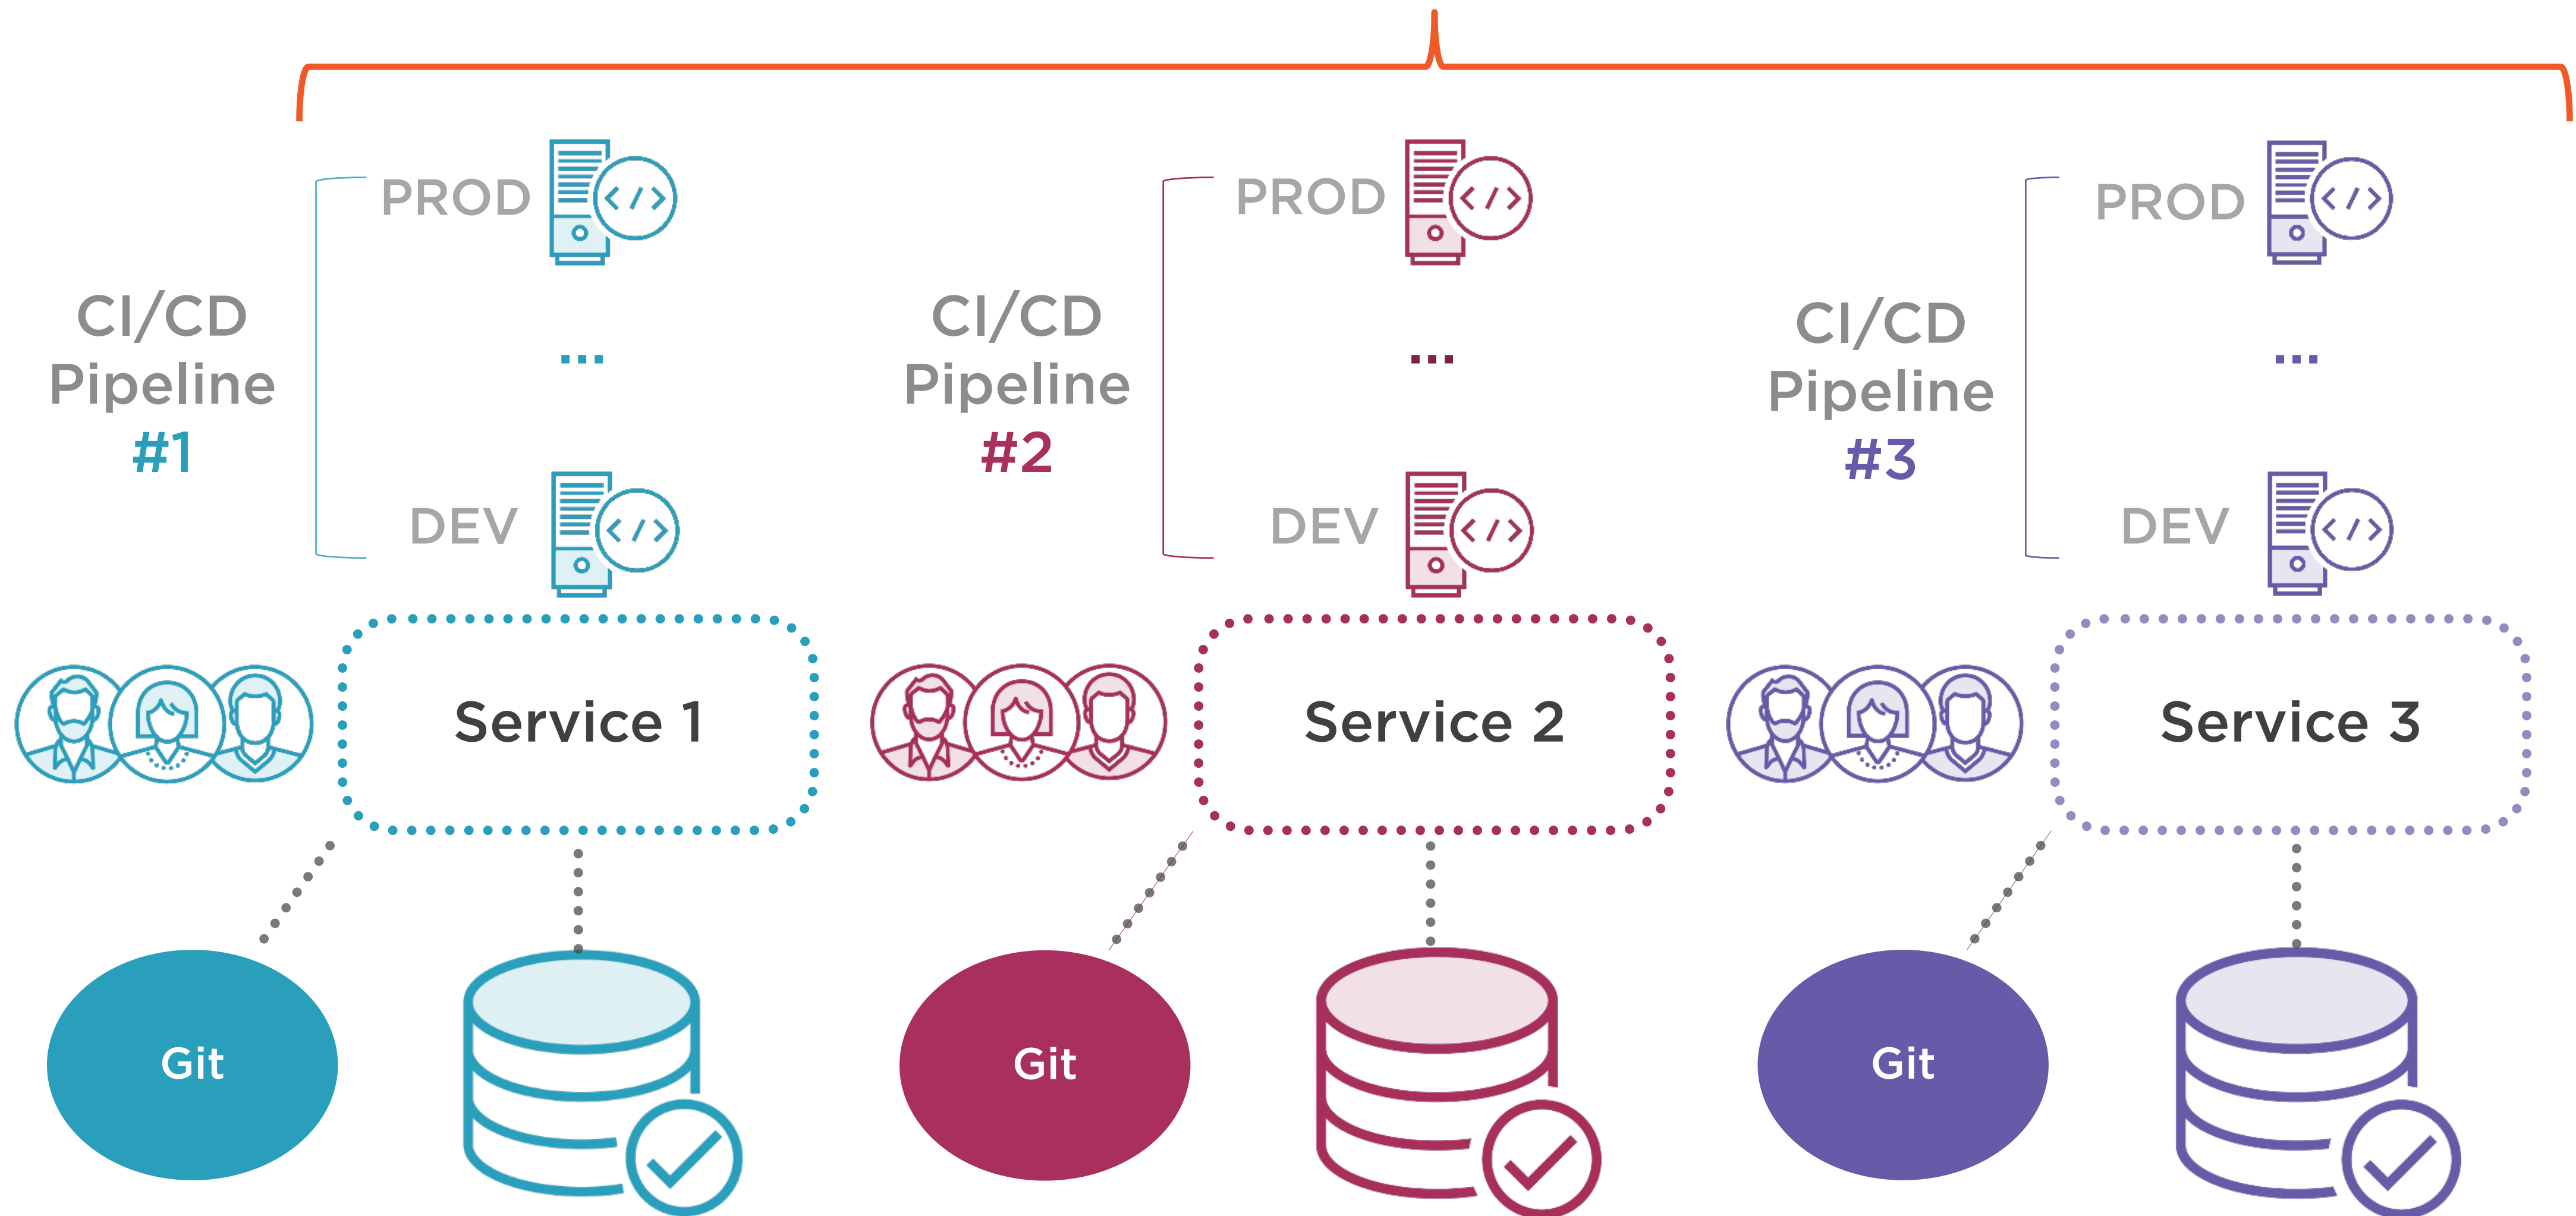 PROD
CI/CD
Pipeline
#1
...
DEV
Service 1
Git
PROD
CI/CD
Pipeline
#2
...
DEV
Service 2
Git
PROD
CI/CD
Pipeline
#3
...
DEV
Service 3
Git